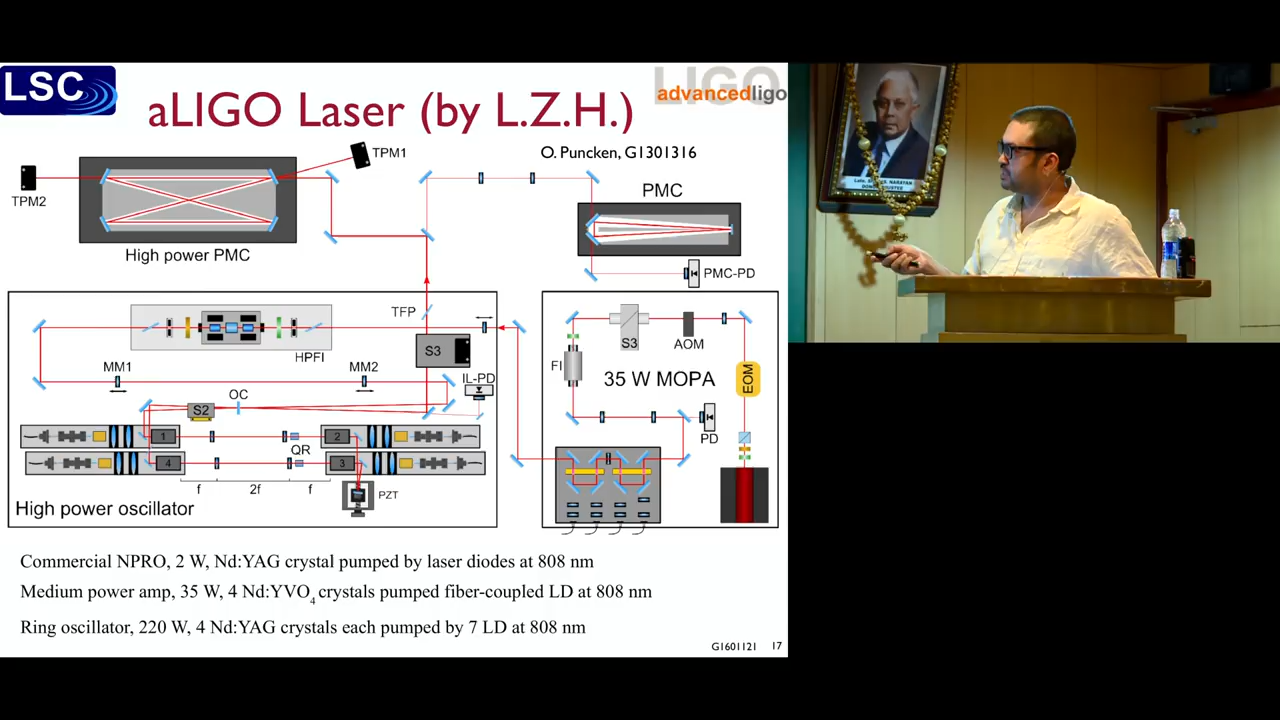 LSC
LIGO
advancedligo
aLIGO Laser (by L.Z.H.)
O. Puncken, G1301316
TPM1
TPM2
High power PMC
PMC
PMC-PD
TFP
HPFI
S3
IL-PD
MM1
MM2
OC
S2
1
2
QR
4
3
f
2f
f
PZT
High power oscillator
S3
AOM
FI
35 W MOPA
EOM
PD
Commercial NPRO, 2 W, Nd:YAG crystal pumped by laser diodes at 808 nm
Medium power amp, 35 W, 4 Nd:YVO4 crystals pumped fiber-coupled LD at 808 nm
Ring oscillator, 220 W, 4 Nd:YAG crystals each pumped by 7 LD at 808 nm
G1601121 17